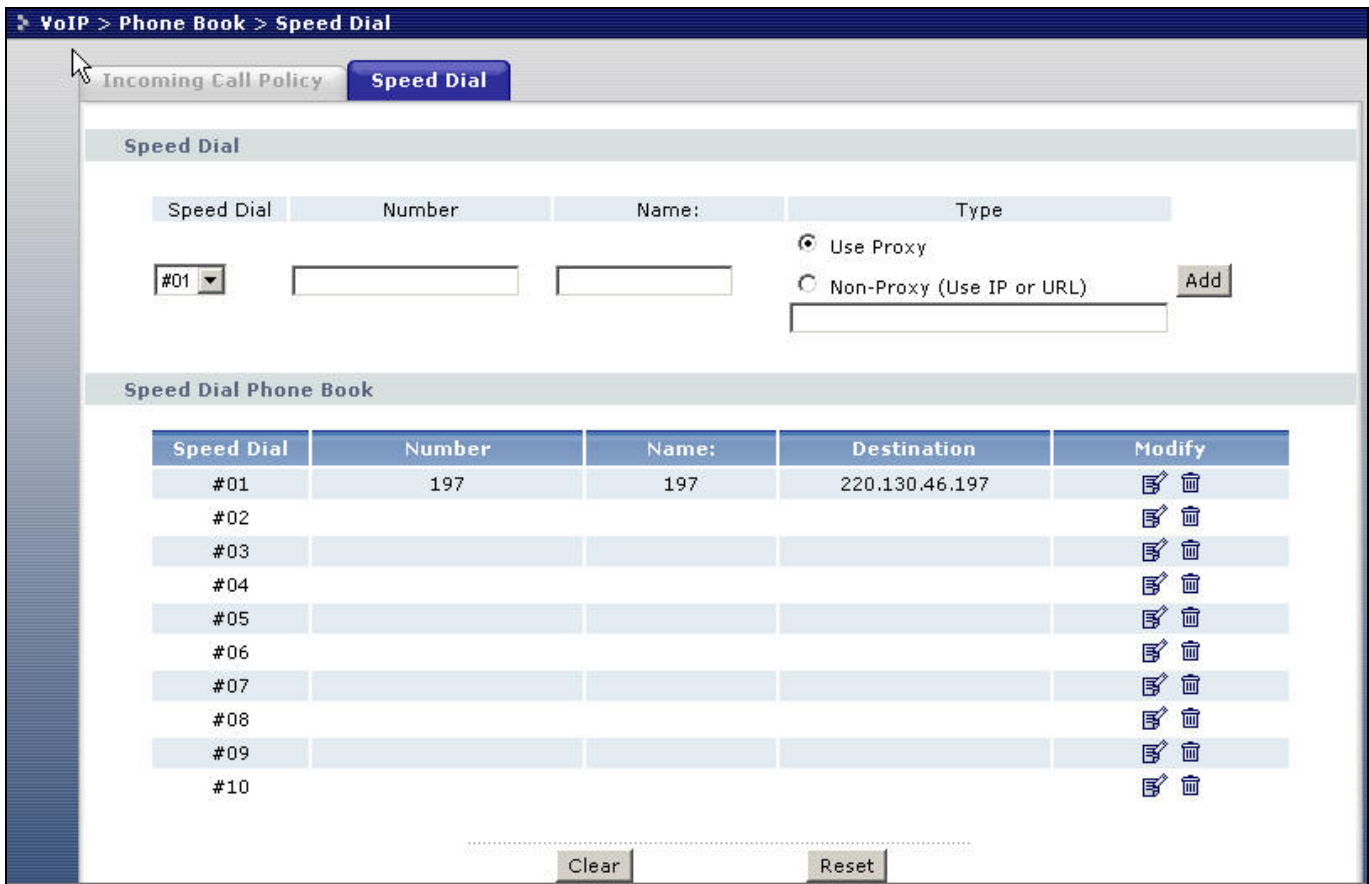 VoIP > Phone Book > Speed Dial
Incoming Call Policy Speed Dial
Speed Dial
Speed Dial Number Name: Type
#01 Use Proxy
Non-Proxy (Use IP or URL) Add
Speed Dial Phone Book
Speed Dial Number Name: Destination Modify
#01 197 197 220.130.46.197
#02
#03
#04
#05
#06
#07
#08
#09
#10
Clear Reset